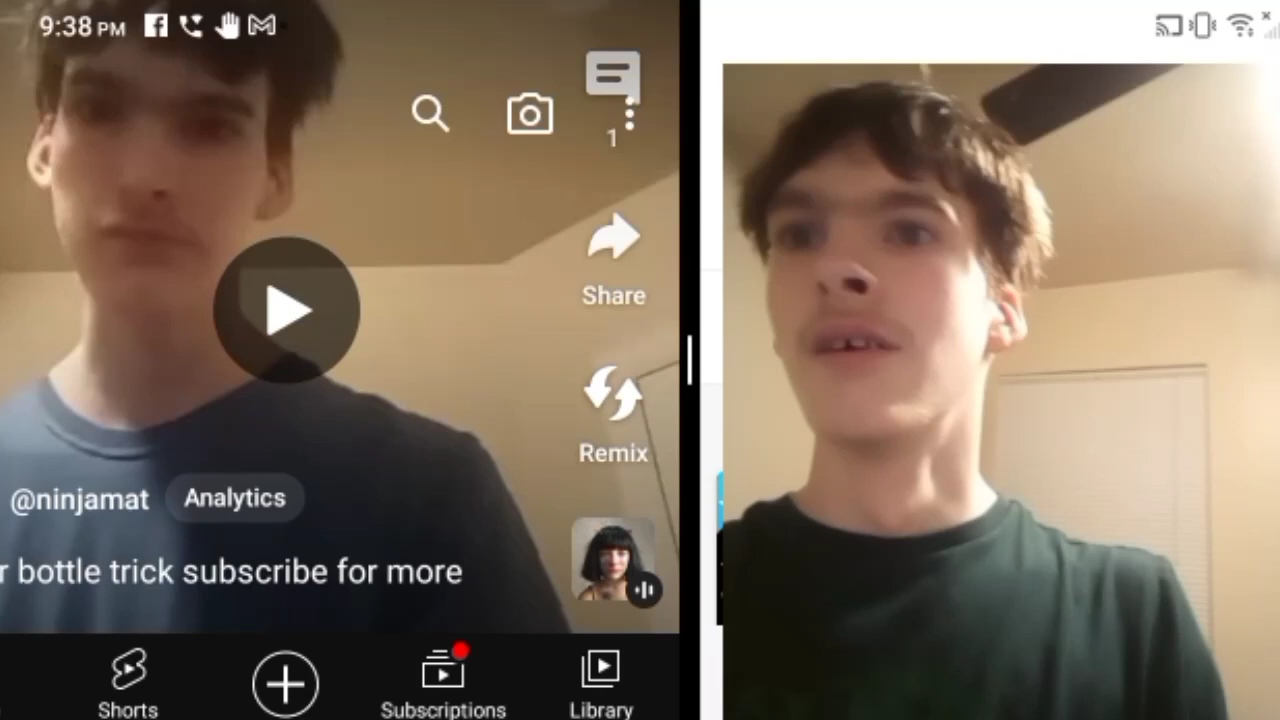 9:38 PM
1
Share
Remix
@ninjamat Analytics
r bottle trick subscribe for more
Shorts
Subscriptions
Library